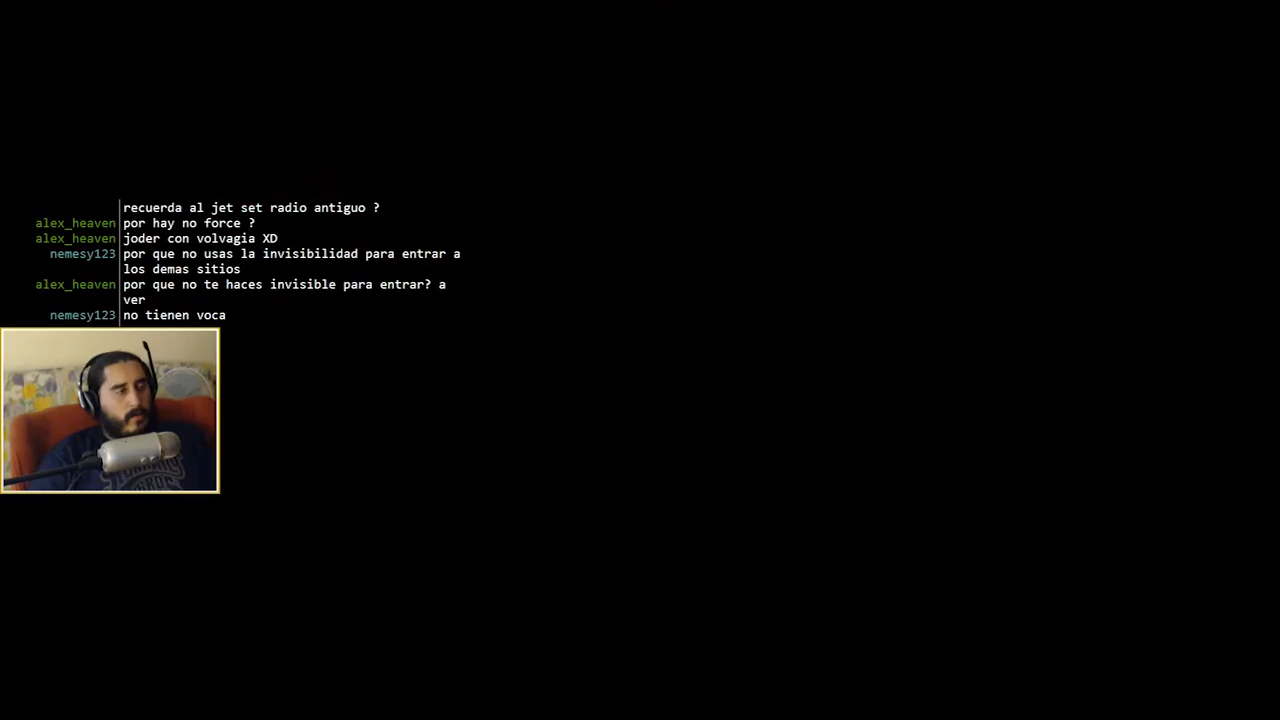 recuerda al jet set radio antiguo ?
alex_heaven por hay no force ?
alex_heaven joder con volvagia XD
nemesy123 por que no usas la invisibilidad para entrar a
los demas sitios
alex_heaven por que no te haces invisible para entrar? a
ver
nemesy123 no tienen voca